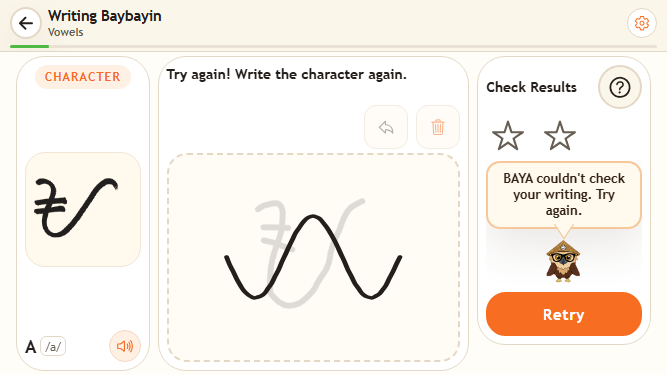 Writing Baybayin
Vowels
CHARACTER
ᜀ
A /a/
Try again! Write the character again.
Check Results
?
BAYA couldn't check
your writing. Try
again.
Retry